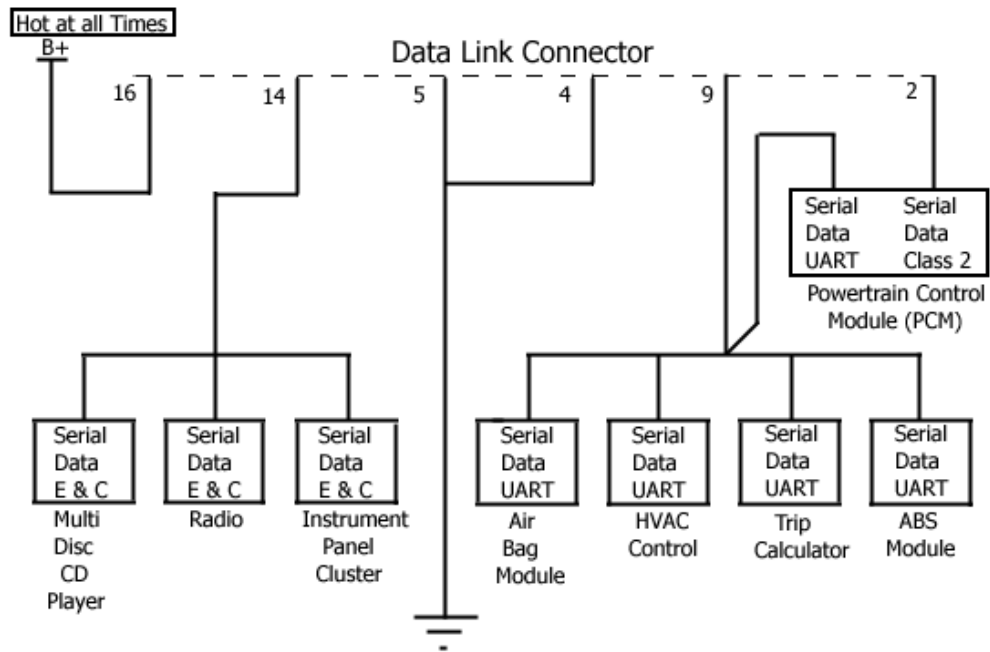 Hot at all Times
B+
Data Link Connector
16
14
5
4
9
2
Serial
Data
UART
Serial
Data
Class 2
Powertrain Control
Module (PCM)
Serial
Data
E & C
Multi
Disc
CD
Player
Serial
Data
E & C
Radio
Serial
Data
E & C
Instrument
Panel
Cluster
Serial
Data
UART
Air
Bag
Module
Serial
Data
UART
HVAC
Control
Serial
Data
UART
Trip
Calculator
Serial
Data
UART
ABS
Module